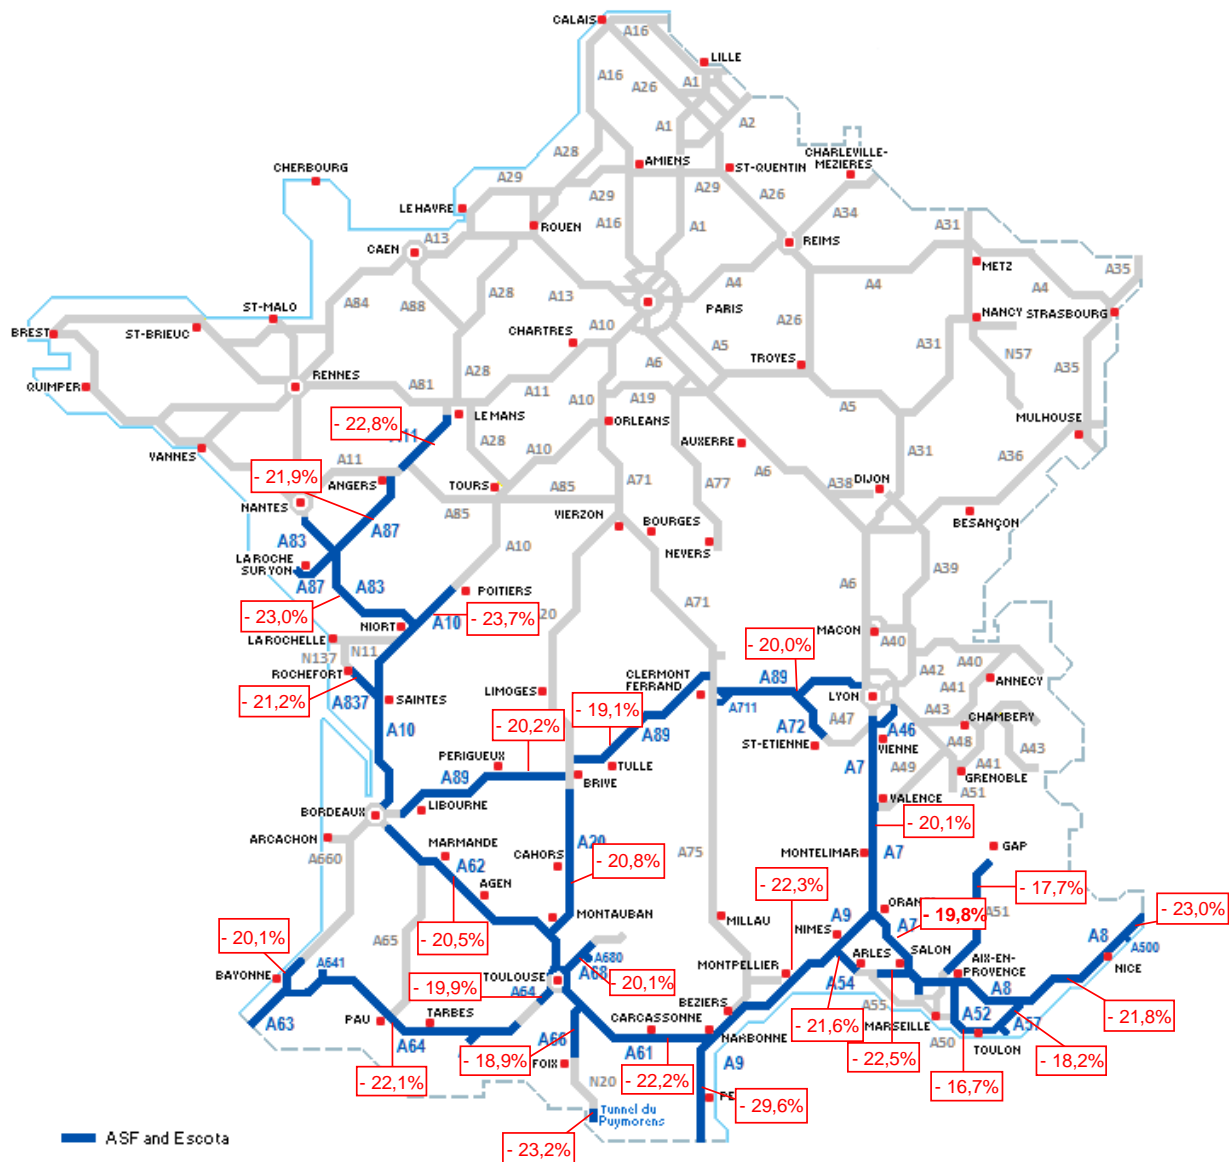 CALAIS
A16
LILLE
A16
A26
A1
A1
A2
A28
AMIENS
ST-QUENTIN
CHARLEVILLE-
MEZIERES
CHERBOURG
A29
A29
A29
A26
A34
LE HAVRE
ROUEN
A16
A1
REIMS
A31
CAEN
A13
METZ
A35
A4
A4
A4
ST-MALO
A84
A88
A28
A13
PARIS
A26
NANCY
STRASBOURG
BREST
ST-BRIEUC
CHARTRES
A10
A6
A5
TROYES
A31
N57
A35
QUIMPER
RENNES
A81
A28
A11
A10
A19
A5
MULHOUSE
- 22,8%
A11
LE MANS
ORLEANS
AUXERRE
VANNES
A11
A28
A10
A71
A77
A6
A31
A36
- 21,9%
ANGERS
TOURS
A85
A38
DIJON
NANTES
A85
VIERZON
BOURGES
BESANÇON
A83
A87
A10
NEVERS
LA ROCHE
SUR YON
A87
A83
A6
A39
POITIERS
A71
- 23,0%
NIORT
A10
- 23,7%
20
MACON
A40
LA ROCHELLE
N11
N137
- 20,0%
A42
A40
ROCHEFORT
CLERMONT
FERRAND
A89
LYON
A41
ANNECY
- 21,2%
A837
SAINTES
LIMOGES
- 19,1%
A711
A43
A10
- 20,2%
A89
A72
A47
A46
CHAMBERY
ST-ETIENNE
VIENNE
A48
A43
PERIGUEUX
TULLE
A7
A49
A41
GRENOBLE
A89
BRIVE
A51
BORDEAUX
LIBOURNE
VALENCE
ARCACHON
MARMANDE
A20
- 20,1%
A660
A62
CAHORS
- 20,8%
A75
MONTELIMAR
A7
GAP
AGEN
- 22,3%
- 17,7%
MONTAUBAN
MILLAU
A9
A7
- 19,8%
A51
- 23,0%
- 20,1%
A65
- 20,5%
NIMES
A8
A500
A641
A680
ARLES
SALON
BAYONNE
TOULOUSE
A68
- 20,1%
MONTPELLIER
AIX-EN-
PROVENCE
NICE
- 19,9%
A64
A54
A8
BEZIERS
A55
A52
A57
- 21,8%
A63
PAU
TARBES
CARCASSONNE
- 21,6%
MARSEILLE
A64
A66
NARBONNE
A50
TOULON
- 18,9%
A61
A9
- 22,5%
- 18,2%
- 22,1%
FOIX
- 22,2%
- 16,7%
N20
- 29,6%
Tunnel du
Puymorens
- 23,2%
ASF and Escota